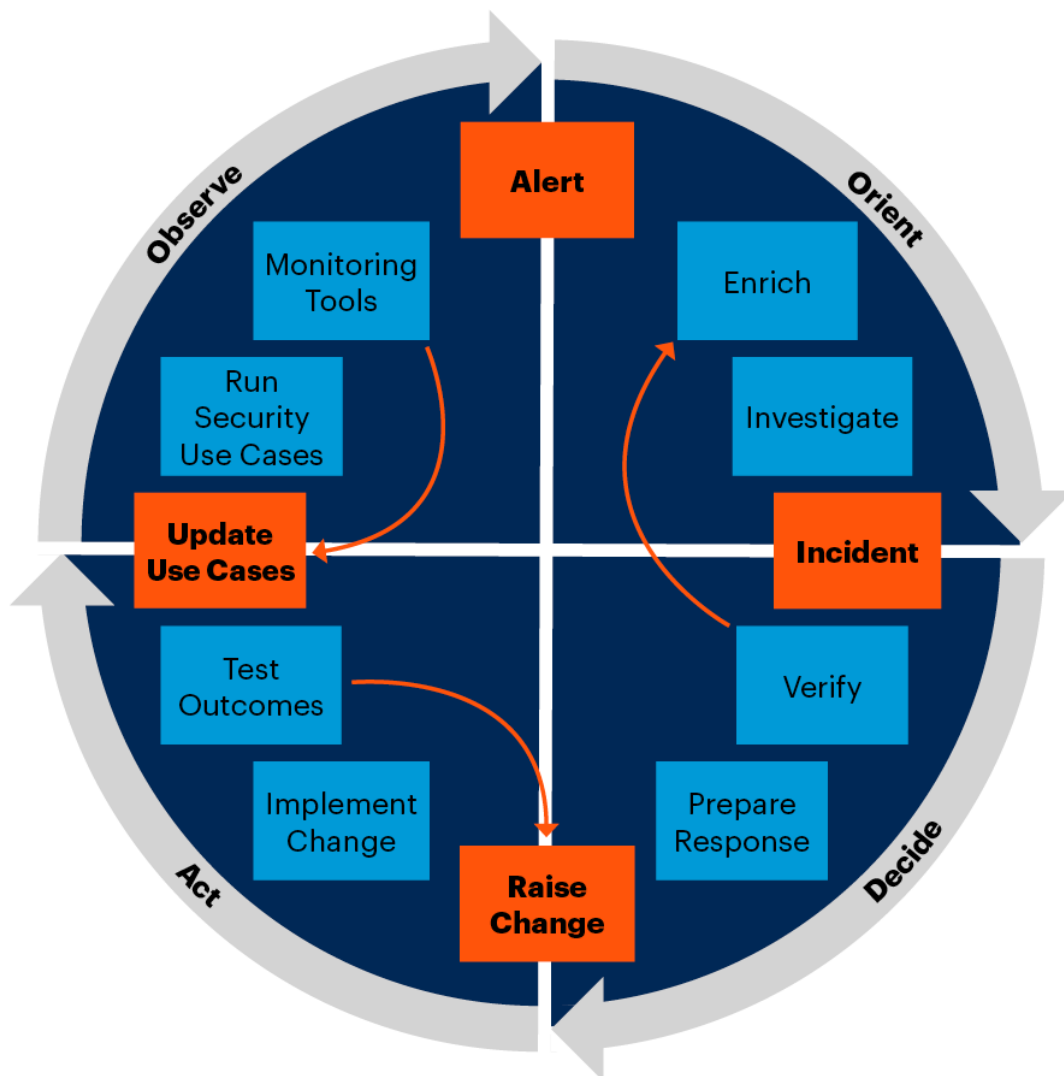 Alert
Observe
Orient
Monitoring
Tools
Enrich
Run
Security
Use Cases
Investigate
Update
Use Cases
Incident
Test
Outcomes
Verify
Implement
Change
Prepare
Response
Act
Decide
Raise
Change